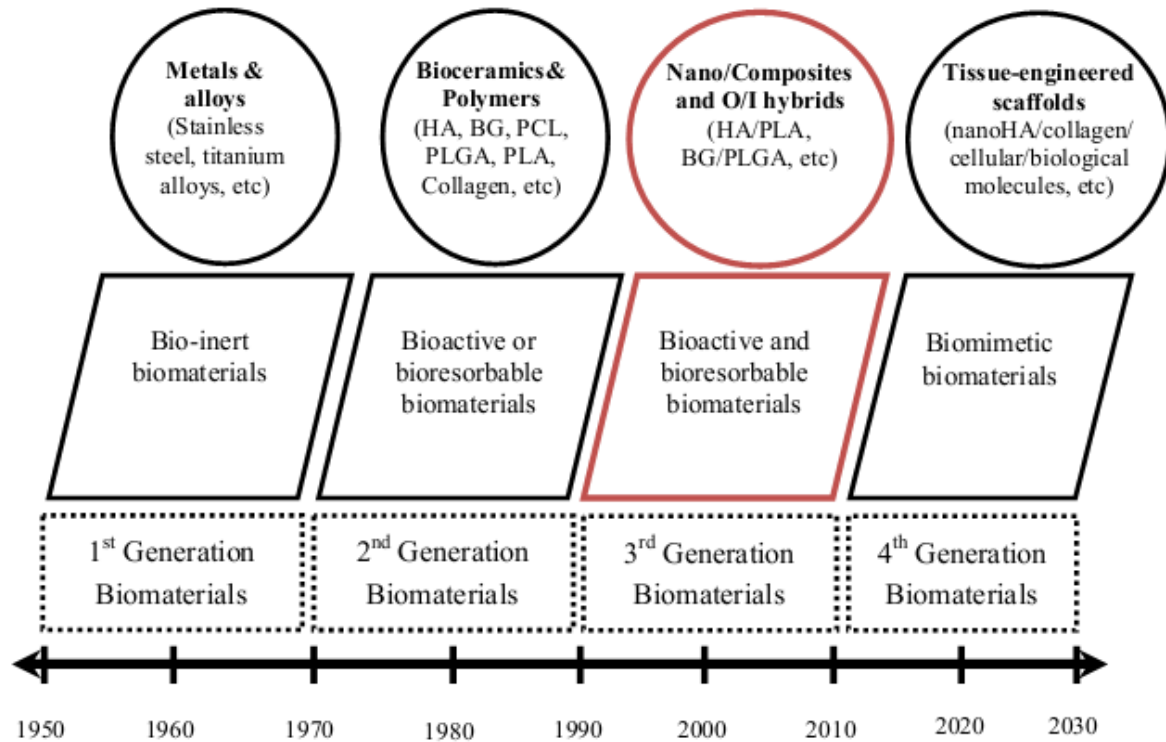 Metals &
alloys
(Stainless
steel, titanium
alloys, etc)
Bioceramics&
Polymers
(HA, BG, PCL,
PLGA, PLA,
Collagen, etc)
Nano/Composites
and O/I hybrids
(HA/PLA,
BG/PLGA, etc)
Tissue-engineered
scaffolds
(nanoHA/collagen/
cellular/biological
molecules, etc)
Bio-inert
biomaterials
Bioactive or
bioresorbable
biomaterials
Bioactive and
bioresorbable
biomaterials
Biomimetic
biomaterials
1st Generation
Biomaterials
2nd Generation
Biomaterials
3rd Generation
Biomaterials
4th Generation
Biomaterials
1950 1960 1970 1980 1990 2000 2010 2020 2030